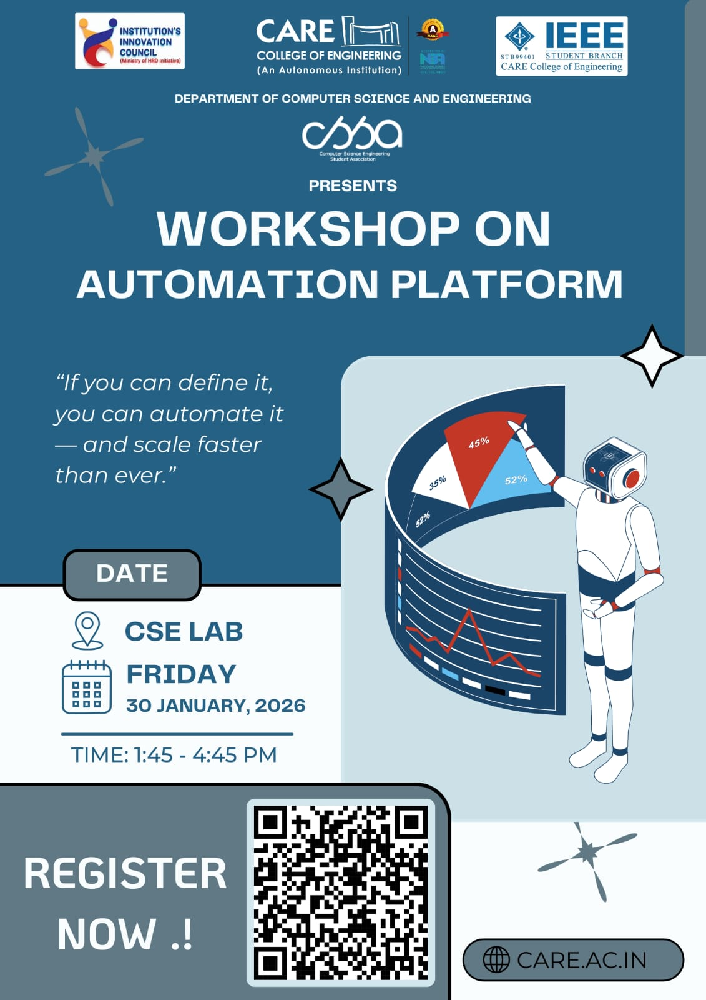 INSTITUTION'S
INNOVATION
COUNCIL
(Ministry of HRD Initiative)
CARE
COLLEGE OF ENGINEERING
(An Autonomous Institution)
A
NAAC
NBA
IEEE
STB99401
STUDENT BRANCH
CARE College of Engineering
DEPARTMENT OF COMPUTER SCIENCE AND ENGINEERING
cssa
Computer Science Engineering
Student Association
PRESENTS
WORKSHOP ON
AUTOMATION PLATFORM
“If you can define it,
you can automate it
— and scale faster
than ever.”
45%
35%
52%
52%
DATE
CSE LAB
FRIDAY
30 JANUARY, 2026
TIME: 1:45 - 4:45 PM
REGISTER
NOW .!
CARE.AC.IN